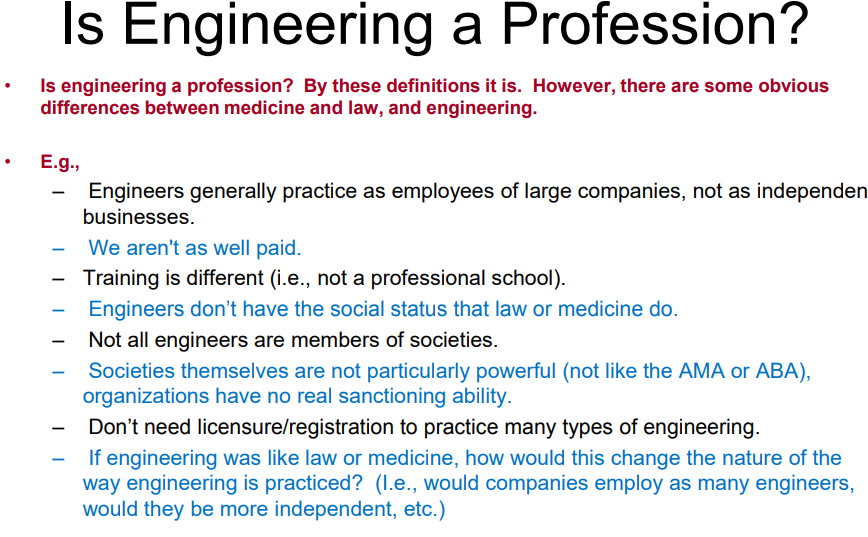 Is Engineering a Profession?
• Is engineering a profession? By these definitions it is. However, there are some obvious
differences between medicine and law, and engineering.
• E.g.,
– Engineers generally practice as employees of large companies, not as independen
businesses.
– We aren't as well paid.
– Training is different (i.e., not a professional school).
– Engineers don’t have the social status that law or medicine do.
– Not all engineers are members of societies.
– Societies themselves are not particularly powerful (not like the AMA or ABA),
organizations have no real sanctioning ability.
– Don’t need licensure/registration to practice many types of engineering.
– If engineering was like law or medicine, how would this change the nature of the
way engineering is practiced? (I.e., would companies employ as many engineers,
would they be more independent, etc.)